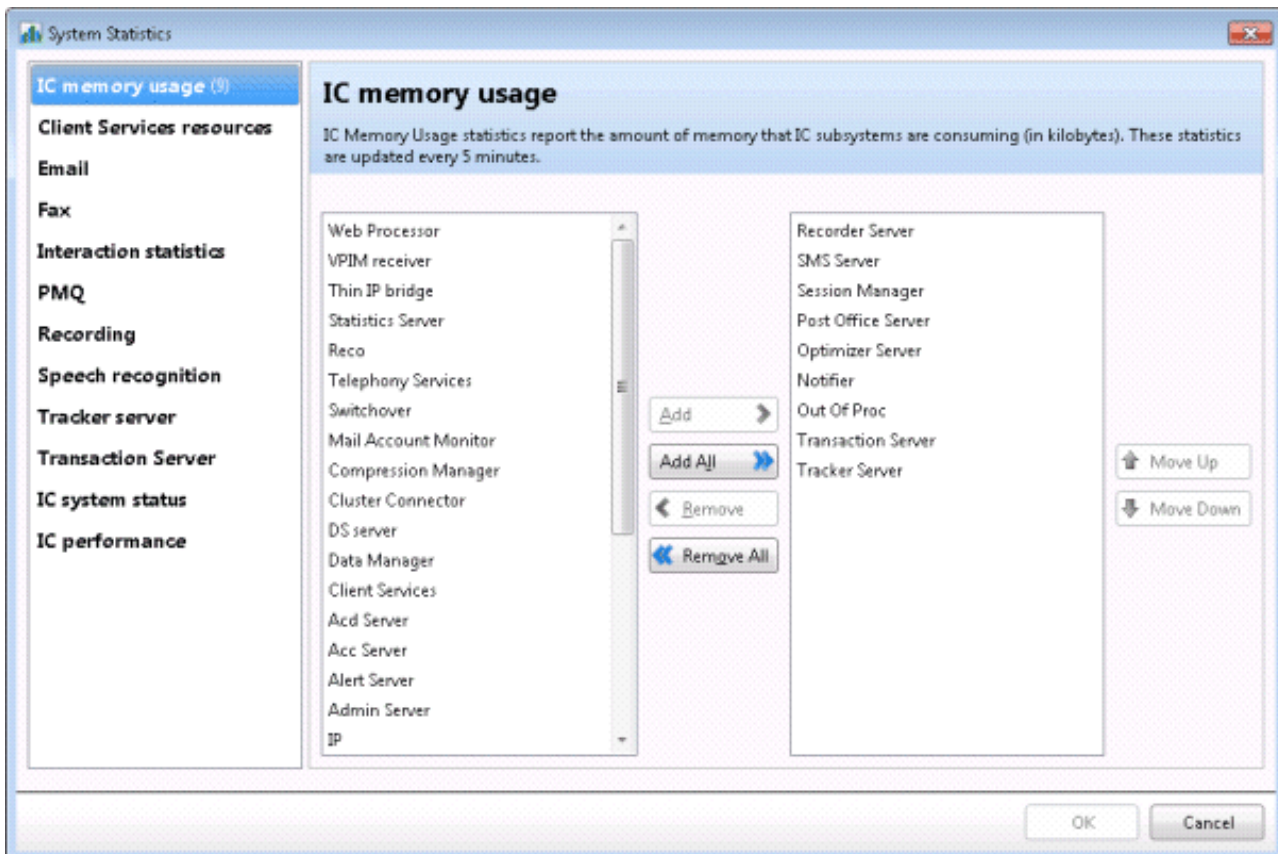 System Statistics
IC memory usage (9)
Client Services resources
Email
Fax
Interaction statistics
PMQ
Recording
Speech recognition
Tracker server
Transaction Server
IC system status
IC performance
IC memory usage
IC Memory Usage statistics report the amount of memory that IC subsystems are consuming (in kilobytes). These statistics
are updated every 5 minutes.
Web Processor
VPIM receiver
Thin IP bridge
Statistics Server
Reco
Telephony Services
Switchover
Mail Account Monitor
Compression Manager
Cluster Connector
DS server
Data Manager
Client Services
Acd Server
Acc Server
Alert Server
Admin Server
IP
Add
Add All
Remove
Remove All
Recorder Server
SMS Server
Session Manager
Post Office Server
Optimizer Server
Notifier
Out Of Proc
Transaction Server
Tracker Server
Move Up
Move Down
OK
Cancel